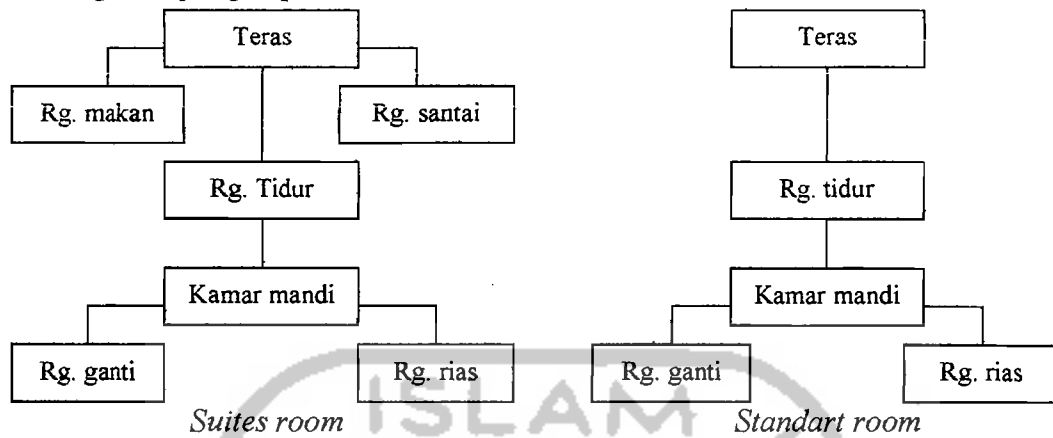 Teras
Teras
Rg. makan
Rg. santai
Rg. Tidur
Rg. tidur
Kamar mandi
Kamar mandi
Rg. ganti
Rg. rias
Rg. ganti
Rg. rias
ISLAM
Suites room
Standart room